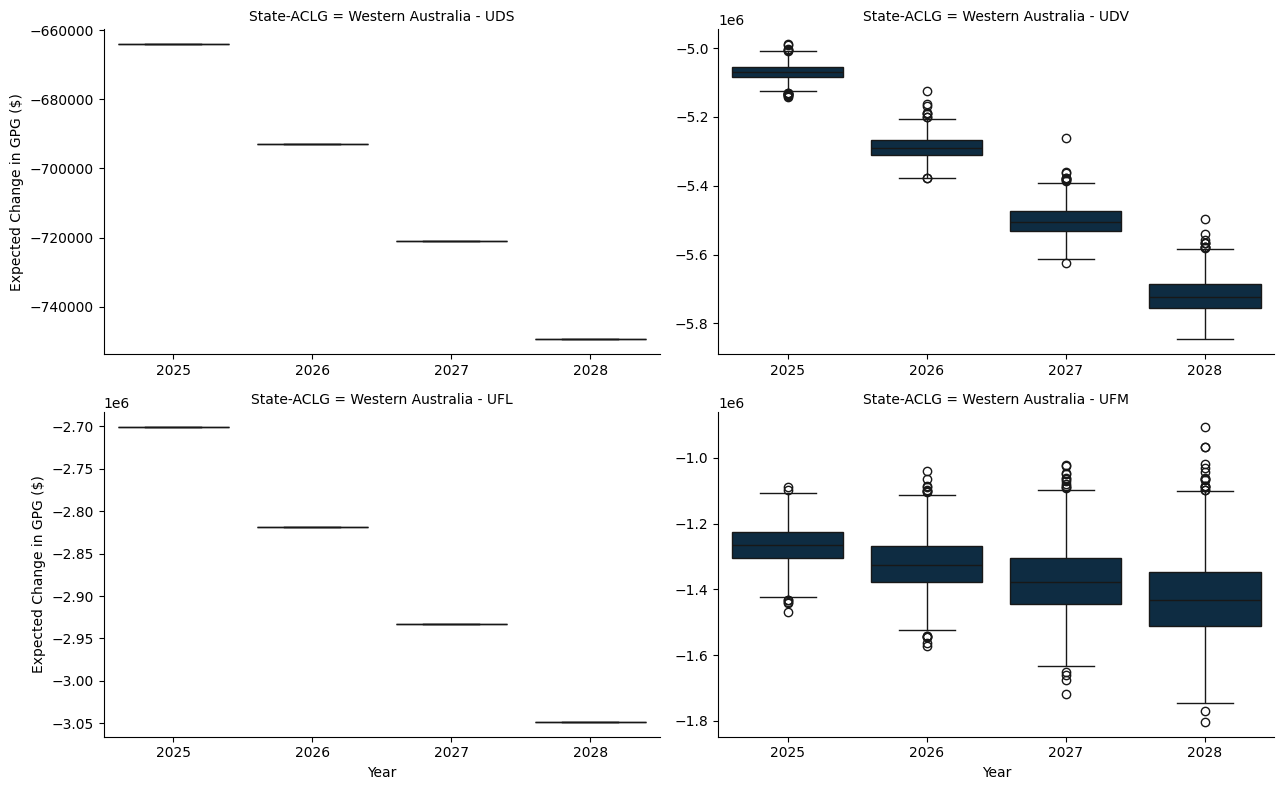 State-ACLG = Western Australia - UDS
Expected Change in GPG ($)
−660000
−680000
−700000
−720000
−740000
2025 2026 2027 2028
State-ACLG = Western Australia - UDV
1e6
−5.0
−5.2
−5.4
−5.6
−5.8
2025 2026 2027 2028
State-ACLG = Western Australia - UFL
1e6
Expected Change in GPG ($)
−2.70
−2.75
−2.80
−2.85
−2.90
−2.95
−3.00
−3.05
2025 2026 2027 2028
Year
State-ACLG = Western Australia - UFM
1e6
−1.0
−1.2
−1.4
−1.6
−1.8
2025 2026 2027 2028
Year